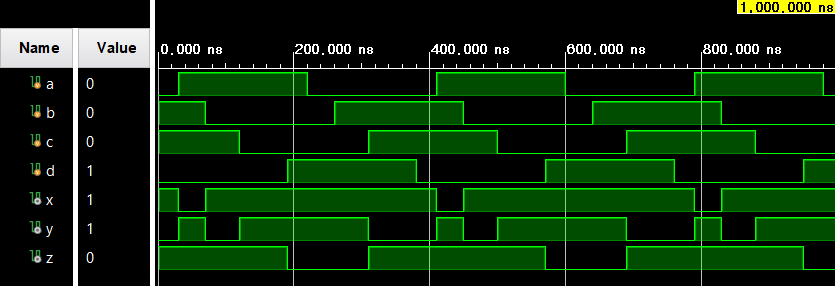 1,000.000 ns
Name Value 0.000 ns 200.000 ns 400.000 ns 600.000 ns 800.000 ns
a 0
b 0
c 0
d 1
x 1
y 1
z 0